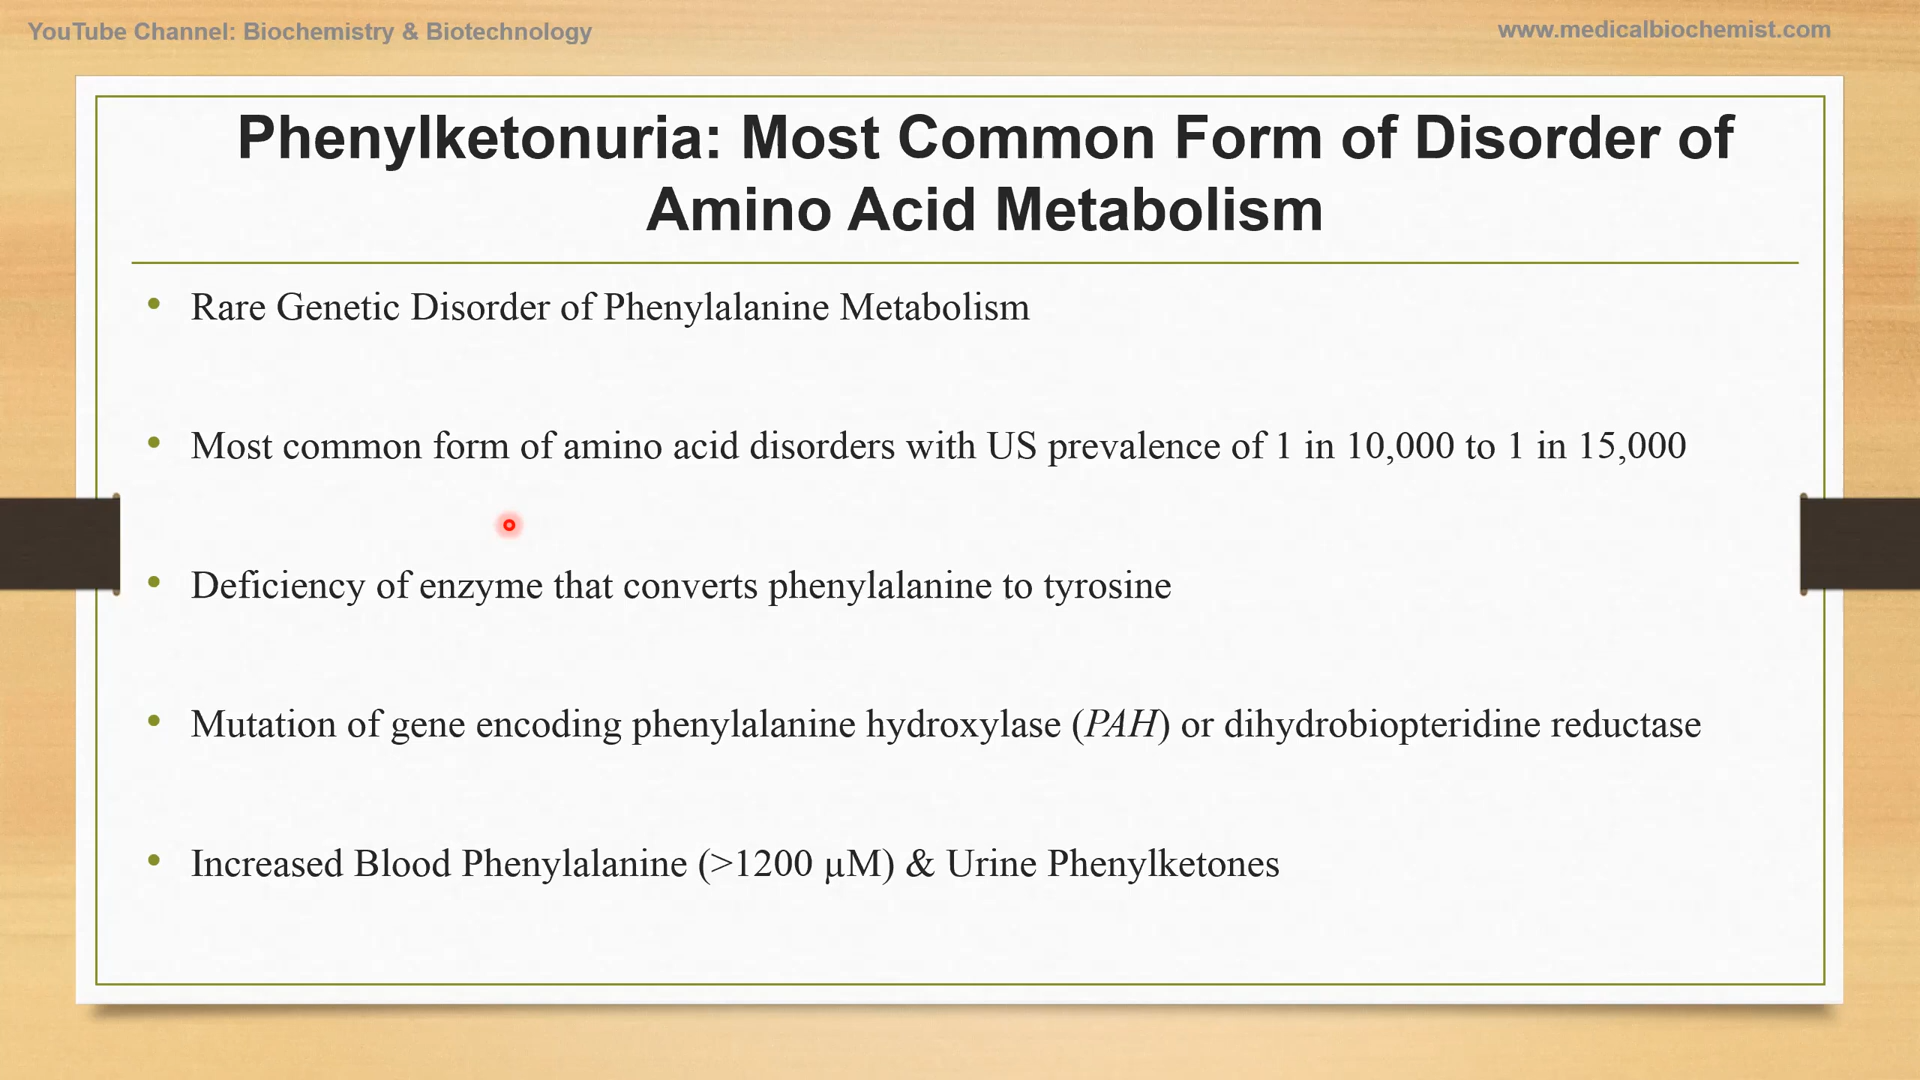 YouTube Channel: Biochemistry & Biotechnology
www.medicalbiochemist.com
Phenylketonuria: Most Common Form of Disorder of
Amino Acid Metabolism
• Rare Genetic Disorder of Phenylalanine Metabolism
• Most common form of amino acid disorders with US prevalence of 1 in 10,000 to 1 in 15,000
• Deficiency of enzyme that converts phenylalanine to tyrosine
• Mutation of gene encoding phenylalanine hydroxylase (PAH) or dihydrobiopteridine reductase
• Increased Blood Phenylalanine (>1200 µM) & Urine Phenylketones